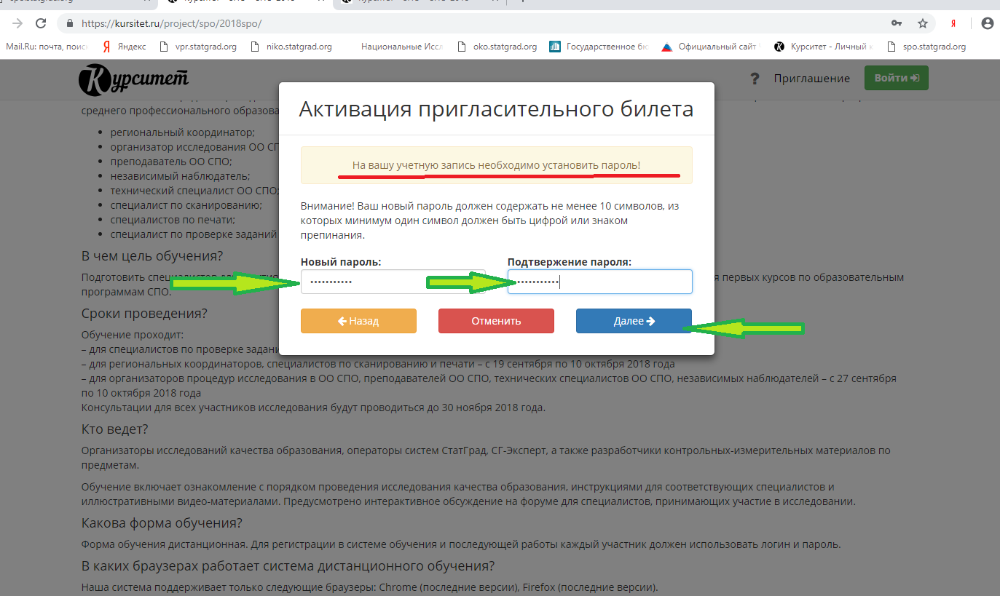 spo.statgrad.org
https://kursitet.ru/project/spo/2018spo/
Mail.Ru: почта, поис
Яндекс
vpr.statgrad.org
niko.statgrad.org
Национальные Иссл
oko.statgrad.org
Государственное бю
Официальный сайт
Курситет - Личный к
spo.statgrad.org
Курситет
? Приглашение
Войти
Активация пригласительного билета
На вашу учетную запись необходимо установить пароль!
Внимание! Ваш новый пароль должен содержать не менее 10 символов, из
которых минимум один символ должен быть цифрой или знаком
препинания.
Новый пароль:
Подтвержение пароля:
•••••••••••
•••••••••••
Назад
Отменить
Далее
среднего профессионального образова
региональный координатор;
организатор исследования ОО СП
преподаватель ОО СПО;
независимый наблюдатель;
технический специалист ОО СПО;
специалист по сканированию;
специалистов по печати;
специалист по проверке заданий
В чем цель обучения?
Подготовить спец первых курсов по образовательным
программам СПО.
Сроки проведения?
Обучение проходит:
– для специалистов по проверке задани
– для региональных координаторов, специалистов по сканированию и печати – с 19 сентября по 10 октября 2018 года
– для организаторов процедур исследования в ОО СПО, преподавателей ОО СПО, технических специалистов ОО СПО, независимых наблюдателей – с 27 сентября
по 10 октября 2018 года
Консультации для всех участников исследования будут проводиться до 30 ноября 2018 года.
Кто ведет?
Организаторы исследований качества образования, операторы систем СтатГрад, СГ-Эксперт, а также разработчики контрольных-измерительных материалов по
предметам.
Обучение включает ознакомление с порядком проведения исследования качества образования, инструкциями для соответствующих специалистов и
иллюстративными видео-материалами. Предусмотрено интерактивное обсуждение на форуме для специалистов, принимающих участие в исследовании.
Какова форма обучения?
Форма обучения дистанционная. Для регистрации в системе обучения и последующей работы каждый участник должен использовать логин и пароль.
В каких браузерах работает система дистанционного обучения?
Наша система поддерживает только следующие браузеры: Chrome (последние версии), Firefox (последние версии).